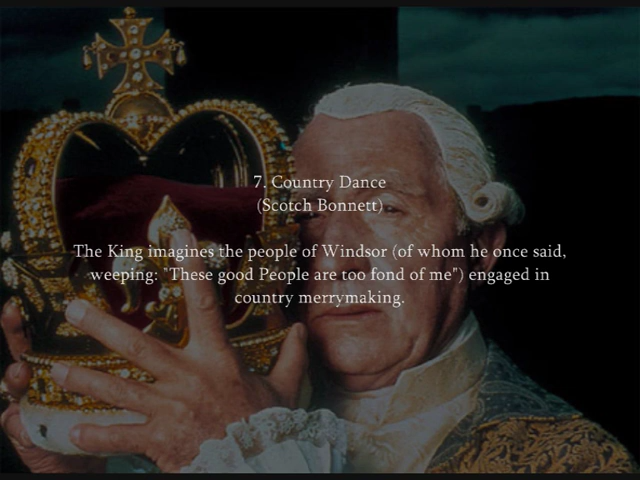 7. Country Dance
(Scotch Bonnett)
The King imagines the people of Windsor (of whom he once said,
weeping: "These good People are too fond of me") engaged in
country merrymaking.